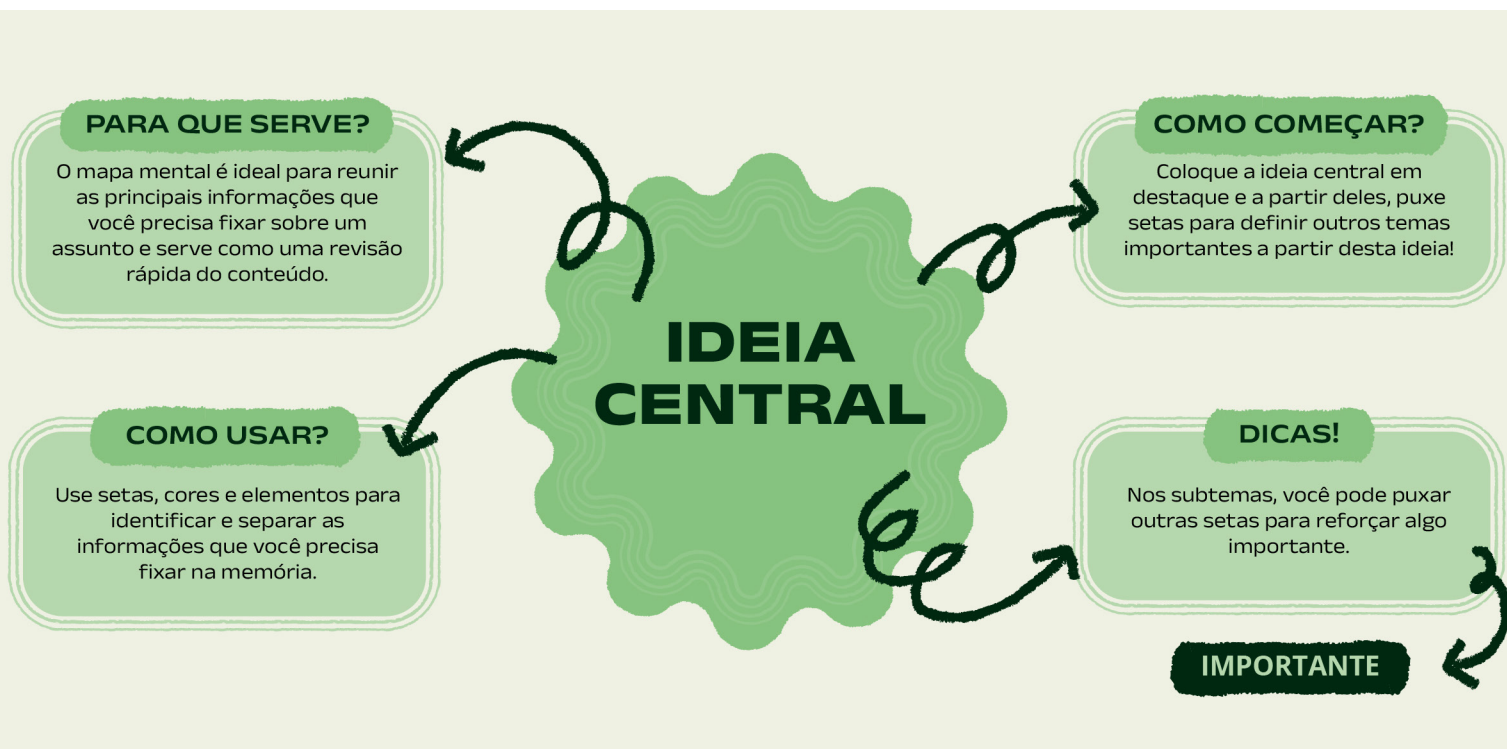 PARA QUE SERVE?
O mapa mental é ideal para reunir
as principais informações que
você precisa fixar sobre um
assunto e serve como uma revisão
rápida do conteúdo.
COMO COMEÇAR?
Coloque a ideia central em
destaque e a partir deles, puxe
setas para definir outros temas
importantes a partir desta ideia!
IDEIA
CENTRAL
COMO USAR?
Use setas, cores e elementos para
identificar e separar as
informações que você precisa
fixar na memória.
DICAS!
Nos subtemas, você pode puxar
outras setas para reforçar algo
importante.
IMPORTANTE